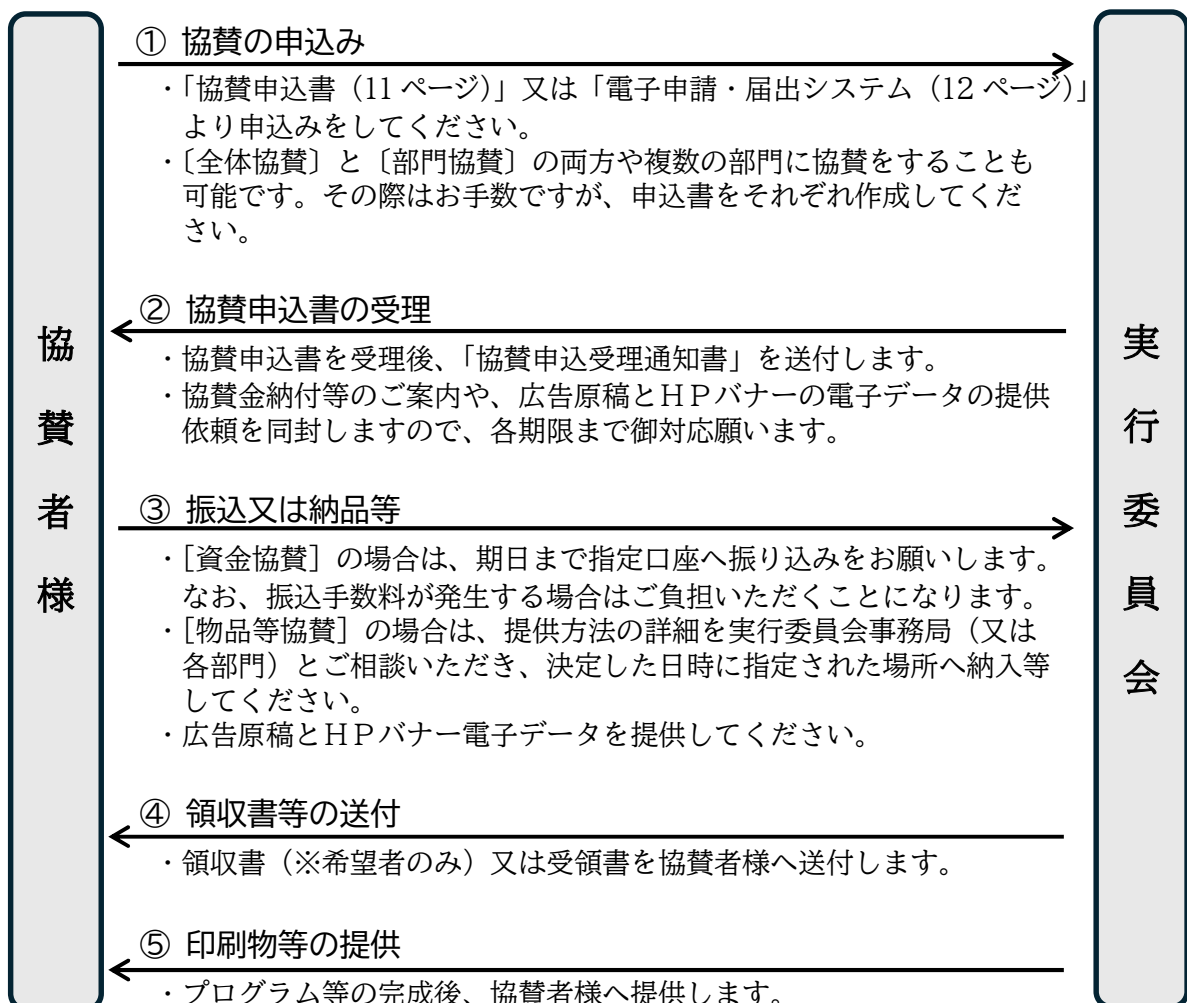 協賛者様
① 協賛の申込み
・「協賛申込書（11 ページ）」又は「電子申請・届出システム（12 ページ）」
より申込みをしてください。
・〔全体協賛〕と〔部門協賛〕の両方や複数の部門に協賛をすることも
可能です。その際はお手数ですが、申込書をそれぞれ作成してくだ
さい。
② 協賛申込書の受理
・協賛申込書を受理後、「協賛申込受理通知書」を送付します。
・協賛金納付等のご案内や、広告原稿とＨＰバナーの電子データの提供
依頼を同封しますので、各期限まで御対応願います。
③ 振込又は納品等
・［資金協賛］の場合は、期日まで指定口座へ振り込みをお願いします。
なお、振込手数料が発生する場合はご負担いただくことになります。
・［物品等協賛］の場合は、提供方法の詳細を実行委員会事務局（又は
各部門）とご相談いただき、決定した日時に指定された場所へ納入等
してください。
・広告原稿とＨＰバナー電子データを提供してください。
④ 領収書等の送付
・領収書（※希望者のみ）又は受領書を協賛者様へ送付します。
⑤ 印刷物等の提供
・プログラム等の完成後、協賛者様へ提供します。
実行委員会